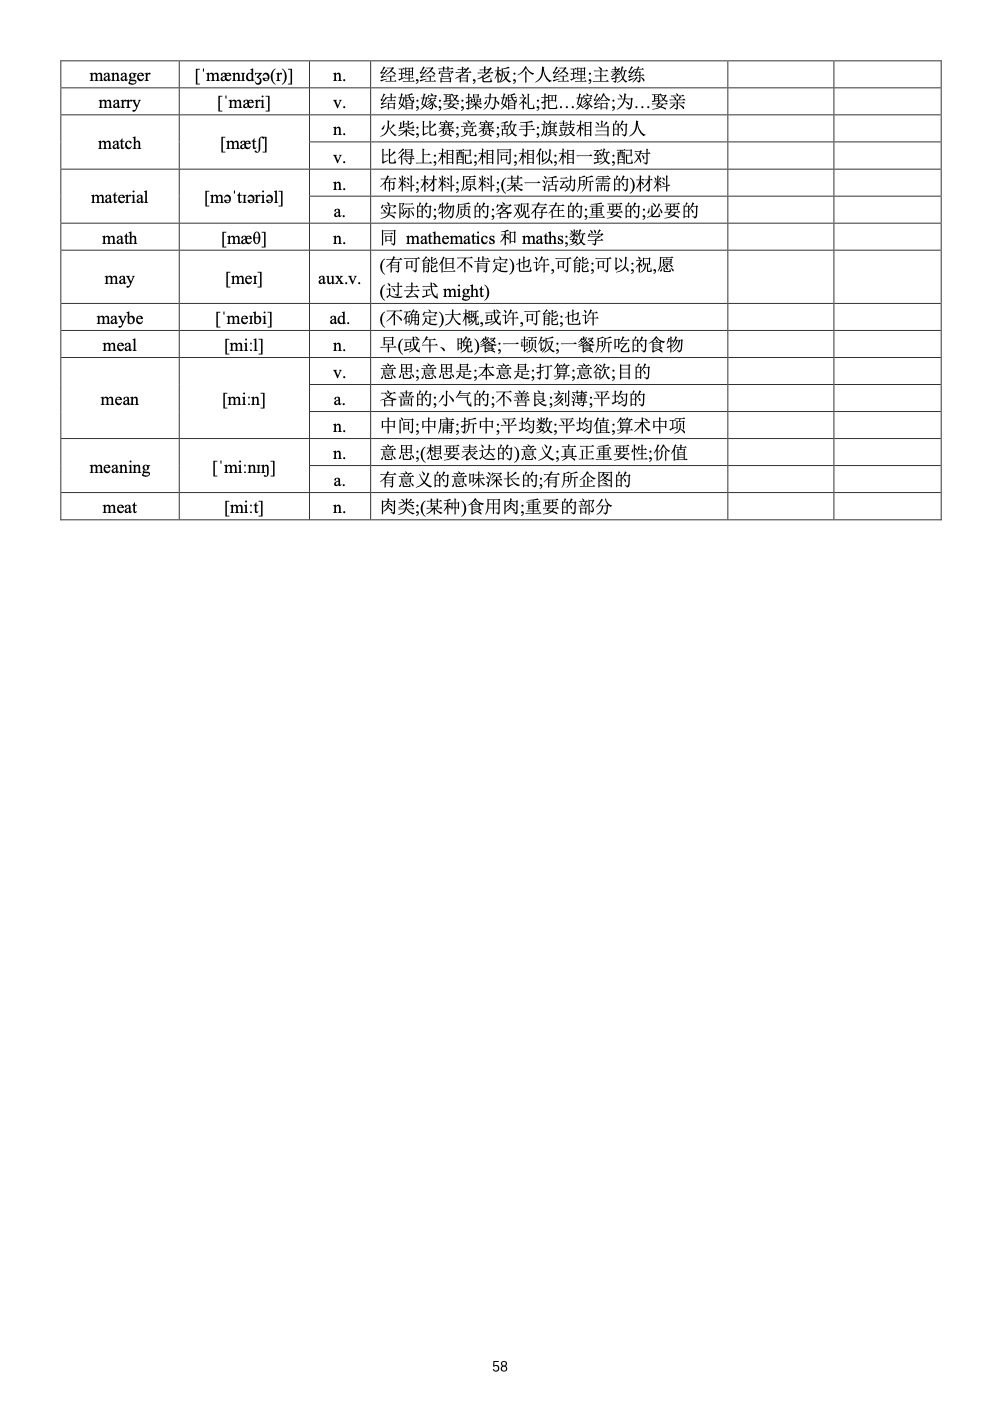 manager [ˈmænɪdʒə(r)] n. 经理,经营者,老板;个人经理;主教练
marry [ˈmæri] v. 结婚;嫁;娶;操办婚礼;把…嫁给;为…娶亲
match [mætʃ] n. 火柴;比赛;竞赛;敌手;旗鼓相当的人
v. 比得上;相配;相同;相似;相一致;配对
material [məˈtɪəriəl] n. 布料;材料;原料;(某一活动所需的)材料
a. 实际的;物质的;客观存在的;重要的;必要的
math [mæθ] n. 同 mathematics 和 maths;数学
may [meɪ] aux.v. (有可能但不肯定)也许,可能;可以;祝,愿
(过去式 might)
maybe [ˈmeɪbi] ad. (不确定)大概,或许,可能;也许
meal [miːl] n. 早(或午、晚)餐;一顿饭;一餐所吃的食物
mean [miːn] v. 意思;意思是;本意是;打算;意欲;目的
a. 吝啬的;小气的;不善良;刻薄;平均的
n. 中间;中庸;折中;平均数;平均值;算术中项
meaning [ˈmiːnɪŋ] n. 意思;(想要表达的)意义;真正重要性;价值
a. 有意义的意味深长的;有所企图的
meat [miːt] n. 肉类;(某种)食用肉;重要的部分
58